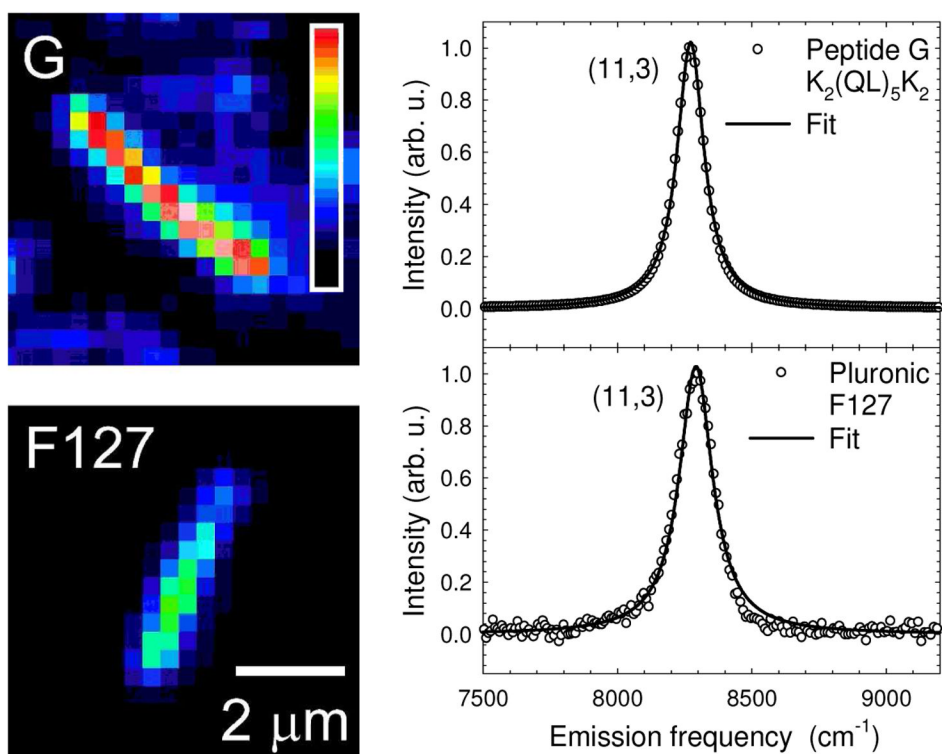 G
F127
2 μm
Intensity (arb. u.)
1.0
0.8
0.6
0.4
0.2
0.0
(11,3)
Peptide G
K₂(QL)₅K₂
Fit
Intensity (arb. u.)
1.0
0.8
0.6
0.4
0.2
0.0
(11,3)
Pluronic
F127
Fit
7500 8000 8500 9000
Emission frequency (cm⁻¹)